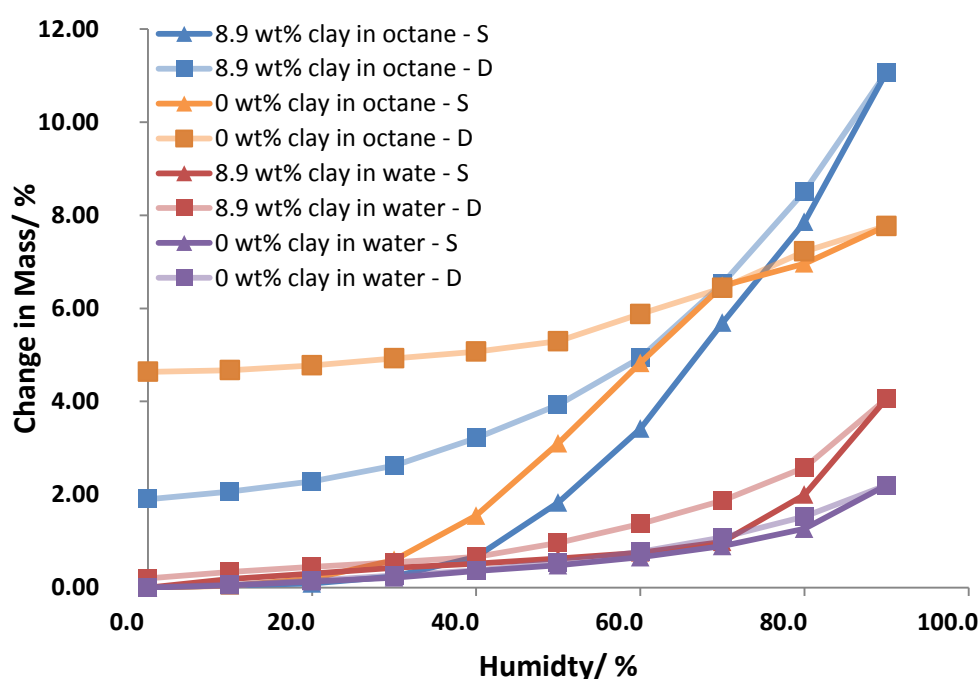 12.00
10.00
8.00
6.00
4.00
2.00
0.00
Change in Mass/ %
8.9 wt% clay in octane - S
8.9 wt% clay in octane - D
0 wt% clay in octane - S
0 wt% clay in octane - D
8.9 wt% clay in wate - S
8.9 wt% clay in water - D
0 wt% clay in water - S
0 wt% clay in water - D
0.0 20.0 40.0 60.0 80.0 100.0
Humidty/ %